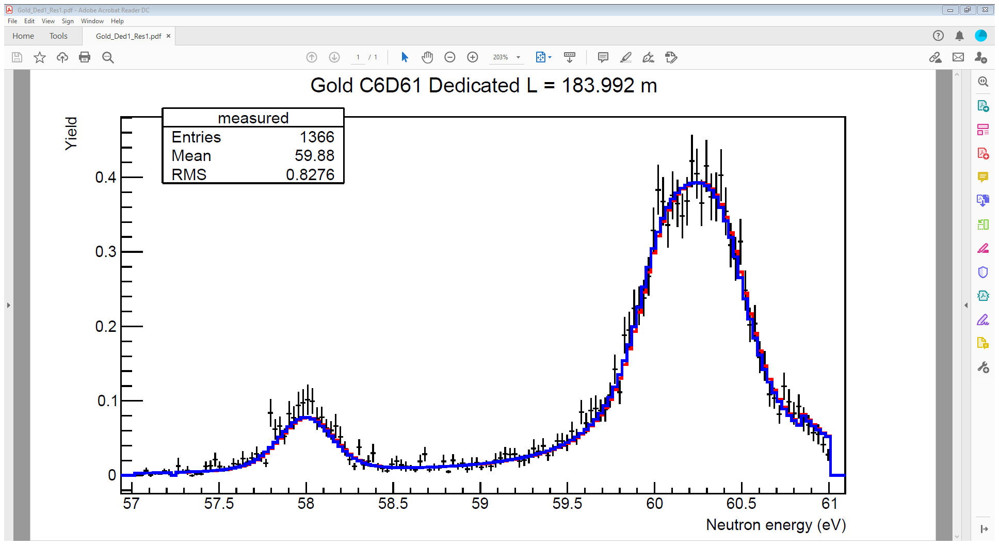 Gold_Ded1_Res1.pdf - Adobe Acrobat Reader DC
File Edit View Sign Window Help
Home Tools Gold_Ded1_Res1.pdf ×
1 / 1 203%
Gold C6D61 Dedicated L = 183.992 m
Yield
measured
Entries 1366
Mean 59.88
RMS 0.8276
0.4
0.3
0.2
0.1
0
57 57.5 58 58.5 59 59.5 60 60.5 61
Neutron energy (eV)